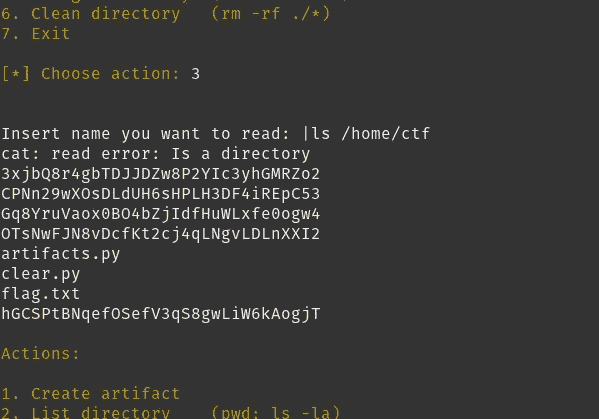 6. Clean directory (rm -rf ./*)
7. Exit
[*] Choose action: 3
Insert name you want to read: |ls /home/ctf
cat: read error: Is a directory
3xjbQ8r4gbTDJJDZw8P2YIc3yhGMRZo2
CPNn29wXOsDLdUH6sHPLH3DF4iREpC53
Gq8YruVaox0BO4bZjIdfHuWLxfe0ogw4
OTsNwFJN8vDcfKt2cj4qLNgvLDLnXXI2
artifacts.py
clear.py
flag.txt
hGCSPtBNqefOSefV3qS8gwLiW6kAogjT
Actions:
1. Create artifact
2. List directory (pwd; ls -la)